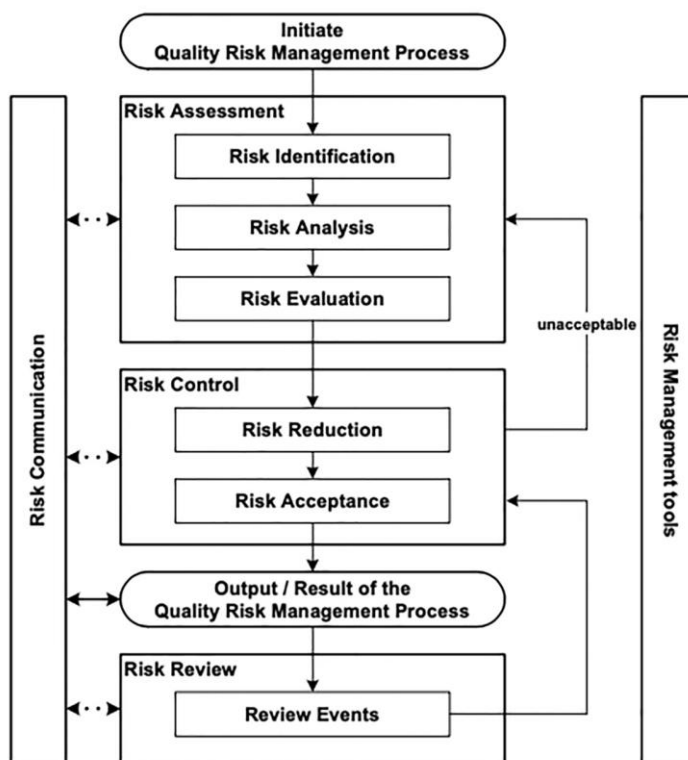 Initiate
Quality Risk Management Process
Risk Assessment
Risk Identification
Risk Analysis
Risk Evaluation
unacceptable
Risk Control
Risk Reduction
Risk Acceptance
Output / Result of the
Quality Risk Management Process
Risk Review
Review Events
Risk Communication
Risk Management tools